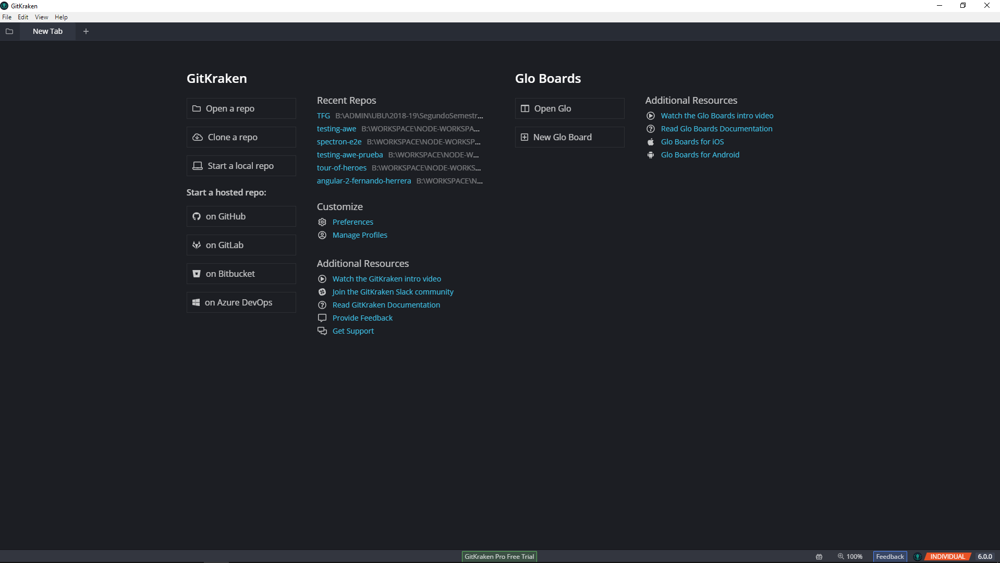 GitKraken
File Edit View Help
New Tab
GitKraken
Open a repo
Clone a repo
Start a local repo
Start a hosted repo:
on GitHub
on GitLab
on Bitbucket
on Azure DevOps
Recent Repos
TFG B:\ADMIN\UBU\2018-19\SegundoSemestr...
testing-awe B:\WORKSPACE\NODE-WORKSPA...
spectron-e2e B:\WORKSPACE\NODE-WORKSP...
testing-awe-prueba B:\WORKSPACE\NODE-W...
tour-of-heroes B:\WORKSPACE\NODE-WORKS...
angular-2-fernando-herrera B:\WORKSPACE\N...
Customize
Preferences
Manage Profiles
Additional Resources
Watch the GitKraken intro video
Join the GitKraken Slack community
Read GitKraken Documentation
Provide Feedback
Get Support
Glo Boards
Open Glo
New Glo Board
Additional Resources
Watch the Glo Boards intro video
Read Glo Boards Documentation
Glo Boards for iOS
Glo Boards for Android
GitKraken Pro Free Trial
100%
Feedback
INDIVIDUAL
6.0.0